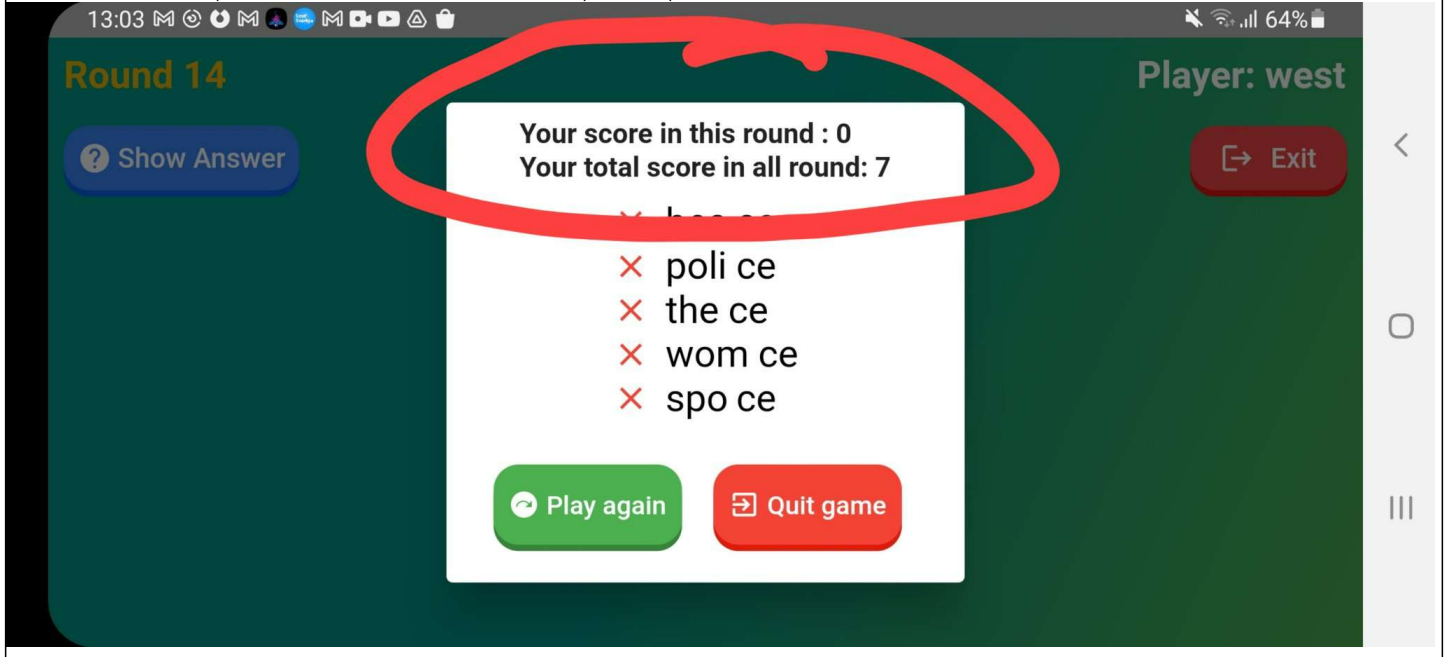 13:03 64%
Round 14 Player: west
Show Answer Exit
Your score in this round : 0
Your total score in all round: 7
poli ce
the ce
wom ce
spo ce
Play again Quit game